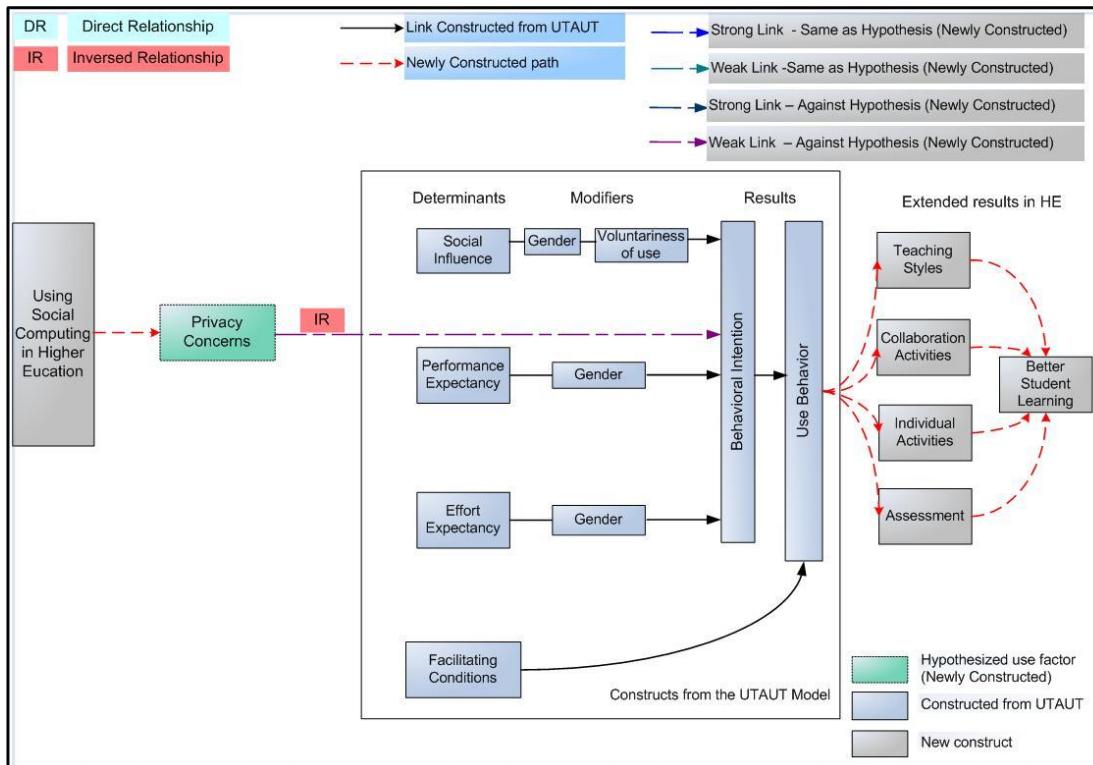 DR
Direct Relationship
IR
Inversed Relationship
Link Constructed from UTAUT
Newly Constructed path
Strong Link - Same as Hypothesis (Newly Constructed)
Weak Link -Same as Hypothesis (Newly Constructed)
Strong Link – Against Hypothesis (Newly Constructed)
Weak Link – Against Hypothesis (Newly Constructed)
Using
Social
Computing
in Higher
Eucation
Privacy
Concerns
IR
Determinants
Modifiers
Results
Social
Influence
Gender
Voluntariness
of use
Performance
Expectancy
Gender
Effort
Expectancy
Gender
Facilitating
Conditions
Behavioral Intention
Use Behavior
Constructs from the UTAUT Model
Extended results in HE
Teaching
Styles
Collaboration
Activities
Individual
Activities
Assessment
Better
Student
Learning
Hypothesized use factor
(Newly Constructed)
Constructed from UTAUT
New construct